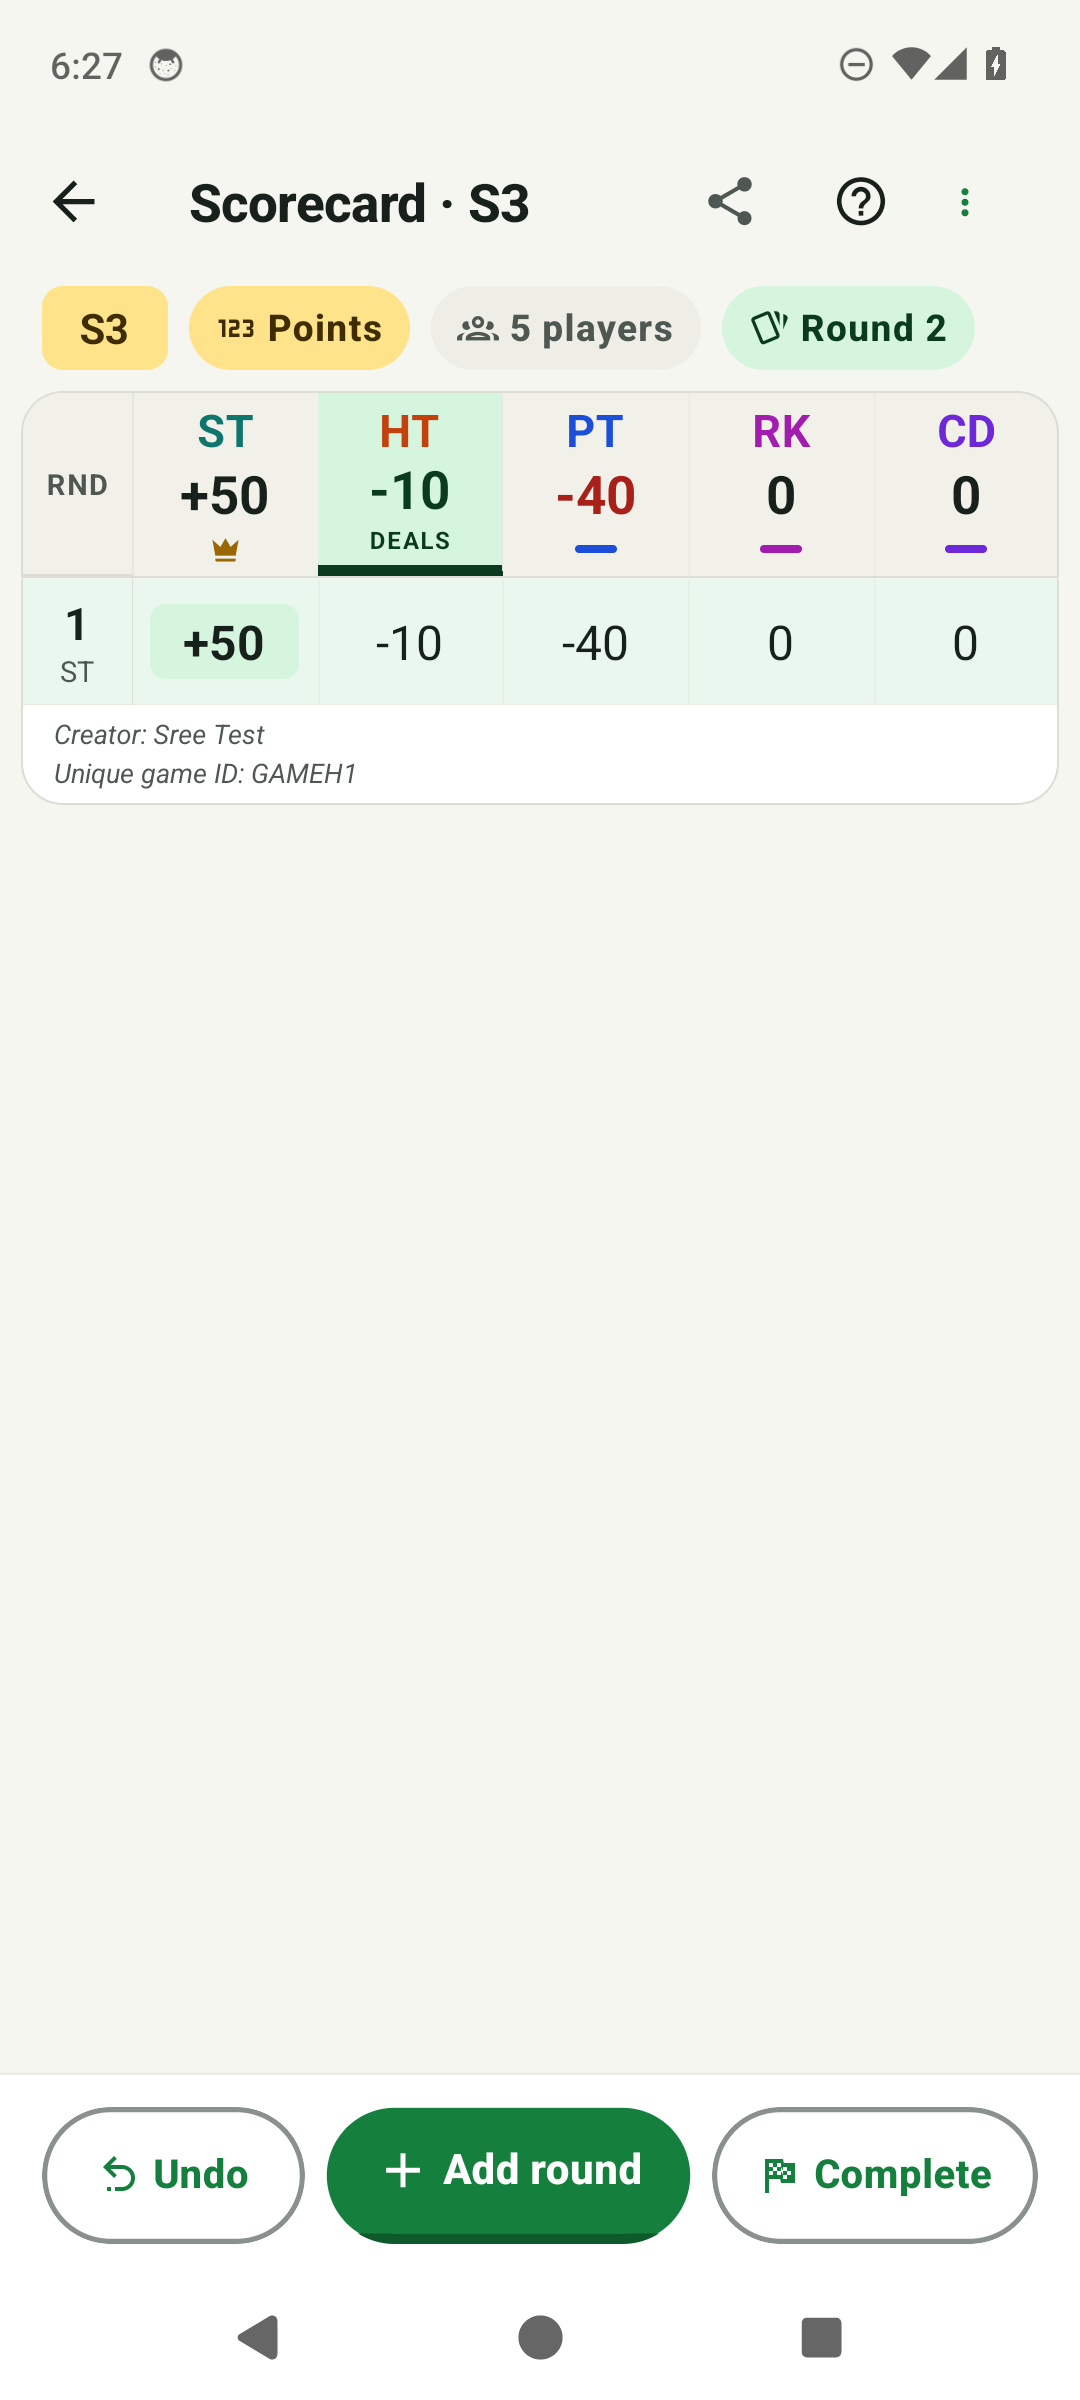 6:27
Scorecard · S3
S3
123 Points
5 players
Round 2
RND ST HT PT RK CD
+50 -10 -40 0 0
DEALS
1 +50 -10 -40 0 0
ST
Creator: Sree Test
Unique game ID: GAMEH1
Undo
Add round
Complete